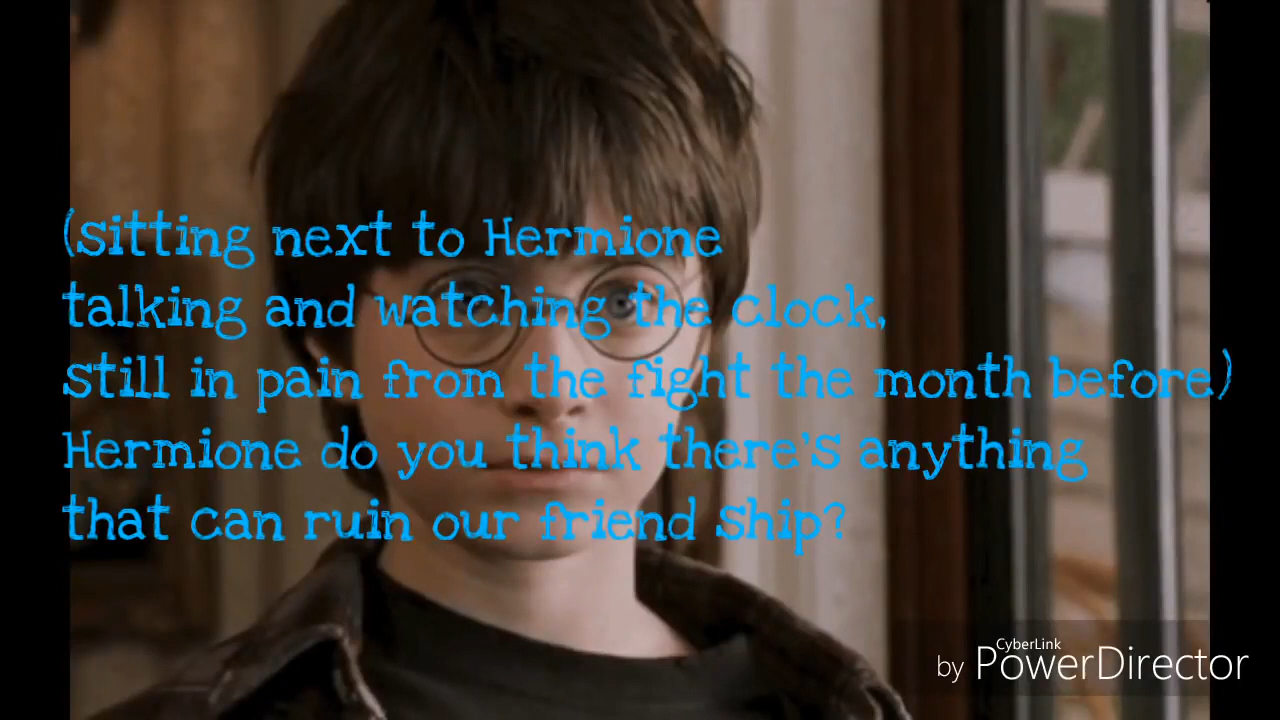 (sitting next to Hermione
talking and watching the clock,
still in pain from the fight the month before)
Hermione do you think there's anything
that can ruin our friend ship?
CyberLink
by PowerDirector